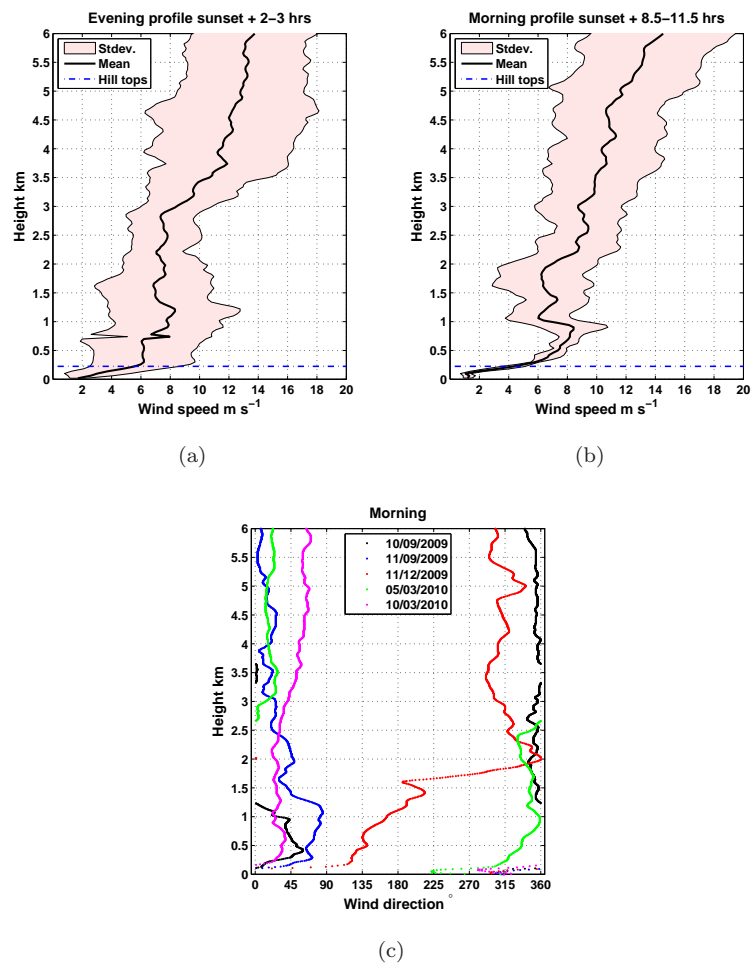 Evening profile sunset + 2−3 hrs
6
5.5
5
4.5
4
3.5
3
2.5
2
1.5
1
0.5
0
Height km
Stdev.
Mean
Hill tops
2 4 6 8 10 12 14 16 18 20
Wind speed m s−1
(a)
Morning profile sunset + 8.5−11.5 hrs
6
5.5
5
4.5
4
3.5
3
2.5
2
1.5
1
0.5
0
Height km
Stdev.
Mean
Hill tops
2 4 6 8 10 12 14 16 18 20
Wind speed m s−1
(b)
Morning
6
5.5
5
4.5
4
3.5
3
2.5
2
1.5
1
0.5
0
Height km
10/09/2009
11/09/2009
11/12/2009
05/03/2010
10/03/2010
0 45 90 135 180 225 270 315 360
Wind direction °
(c)